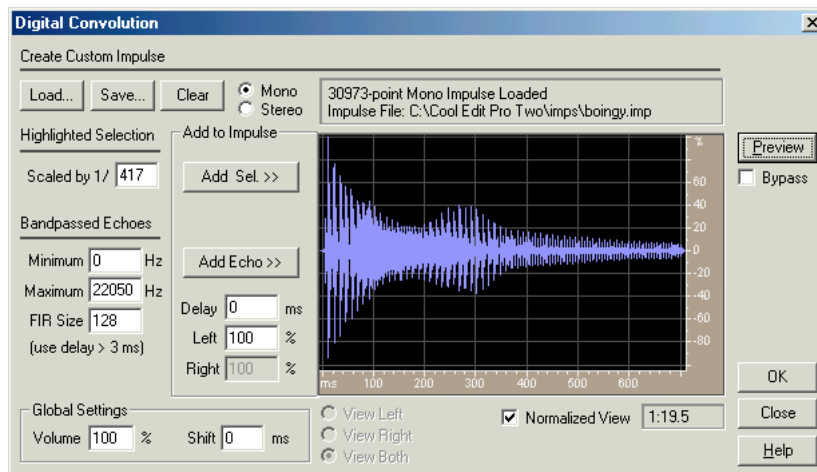 Digital Convolution
Create Custom Impulse
Load... Save... Clear Mono
Stereo
30973-point Mono Impulse Loaded
Impulse File: C:\Cool Edit Pro Two\imps\boingy.imp
Highlighted Selection
Scaled by 1/ 417
Add to Impulse
Add Sel. >>
Preview
Bypass
Bandpassed Echoes
Minimum 0 Hz
Maximum 22050 Hz
FIR Size 128
(use delay > 3 ms)
Add Echo >>
Delay 0 ms
Left 100 %
Right 100 %
%
60
40
20
0
-20
-40
-60
-80
ms 100 200 300 400 500 600
OK
Close
Help
Global Settings
Volume 100 % Shift 0 ms
View Left
View Right
View Both
Normalized View 1:19.5